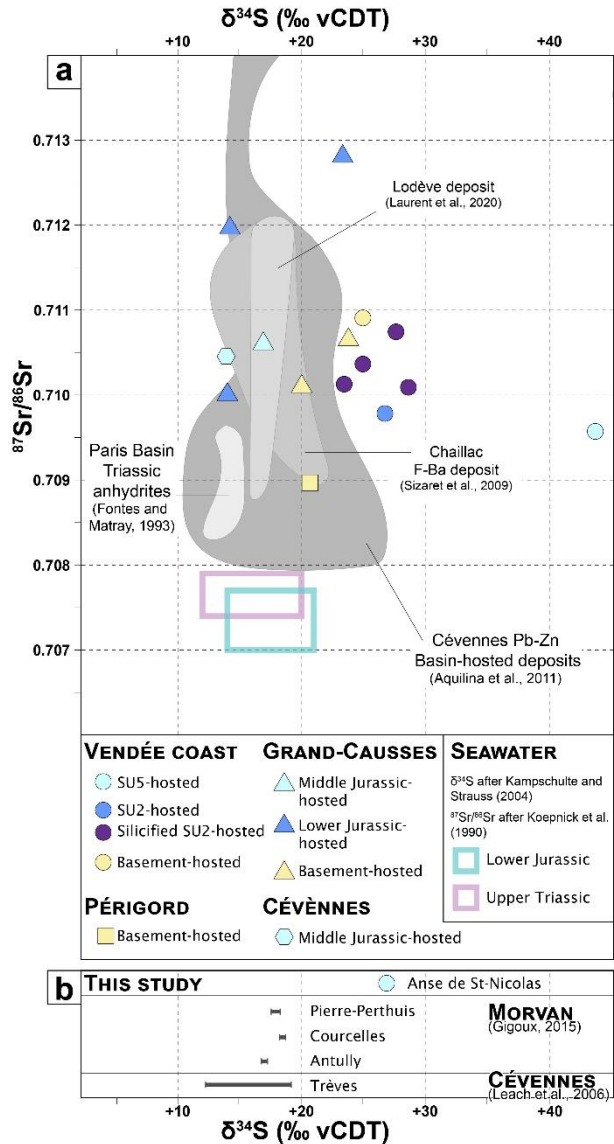 δ³⁴S (‰ vCDT)
+10 +20 +30 +40
a
0.713
0.712
0.711
0.710
0.709
0.708
0.707
⁸⁷Sr/⁸⁶Sr
Lodève deposit
(Laurent et al., 2020)
Paris Basin
Triassic
anhydrites
(Fontes and
Matray, 1993)
Chaillac
F-Ba deposit
(Sizaret et al., 2009)
Cévennes Pb-Zn
Basin-hosted deposits
(Aquilina et al., 2011)
VENDÉE COAST
SU5-hosted
SU2-hosted
Silicified SU2-hosted
Basement-hosted
GRAND-CAUSSES
Middle Jurassic-
hosted
Lower Jurassic-
hosted
Basement-hosted
SEAWATER
δ³⁴S after Kampschulte and
Strauss (2004)
⁸⁷Sr/⁸⁶Sr after Koepnick et al.
(1990)
Lower Jurassic
Upper Triassic
PÉRIGORD
Basement-hosted
CÉVÈNNES
Middle Jurassic-hosted
b
THIS STUDY
Anse de St-Nicolas
Pierre-Perthuis
Courcelles
Antully
MORVAN
(Gigoux, 2015)
Trèves
CÉVENNES
(Leach et al., 2006)
+10 +20 +30 +40
δ³⁴S (‰ vCDT)